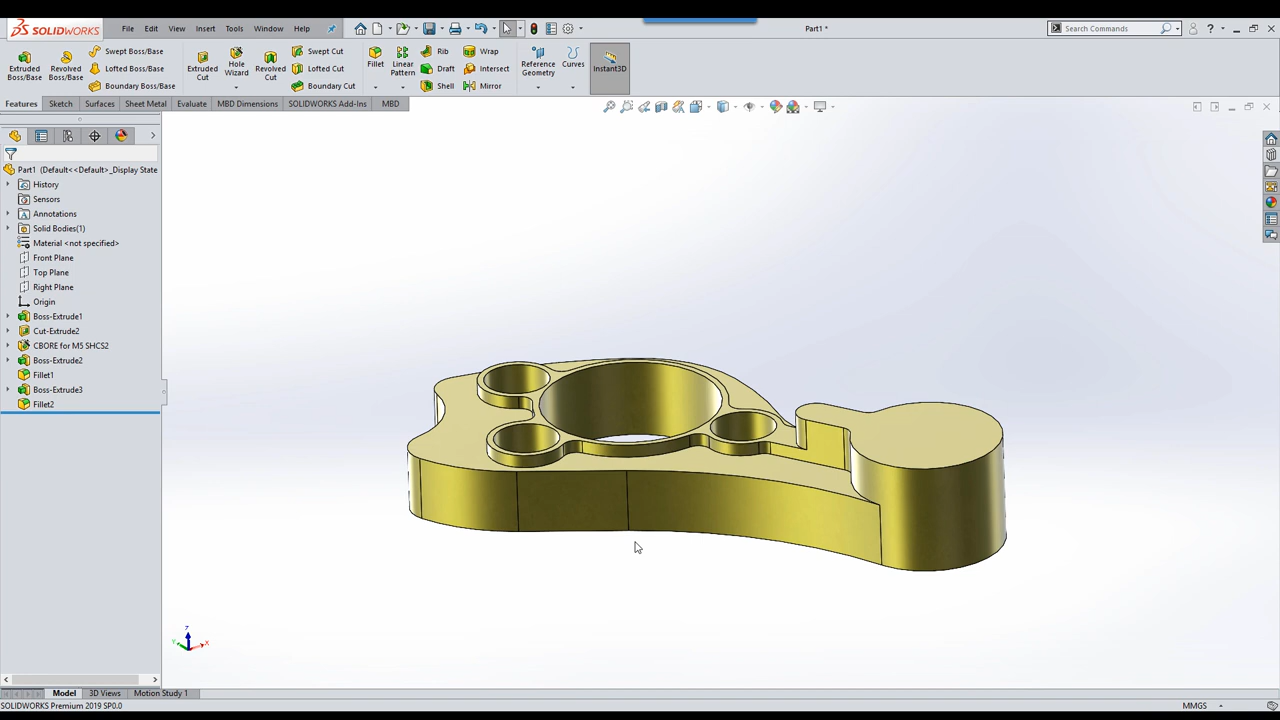 SOLIDWORKS File Edit View Insert Tools Window Help Part1 * Search Commands
Extruded Boss/Base
Revolved Boss/Base
Swept Boss/Base
Lofted Boss/Base
Boundary Boss/Base
Extruded Cut
Hole Wizard
Revolved Cut
Swept Cut
Lofted Cut
Boundary Cut
Fillet
Linear Pattern
Rib
Draft
Shell
Wrap
Intersect
Mirror
Reference Geometry
Curves
Instant3D
Features Sketch Surfaces Sheet Metal Evaluate MBD Dimensions SOLIDWORKS Add-Ins MBD
Part1 (Default<<Default>_Display State
History
Sensors
Annotations
Solid Bodies(1)
Material <not specified>
Front Plane
Top Plane
Right Plane
Origin
Boss-Extrude1
Cut-Extrude2
CBORE for M5 SHCS2
Boss-Extrude2
Fillet1
Boss-Extrude3
Fillet2
Z
Y X
Model 3D Views Motion Study 1
SOLIDWORKS Premium 2019 SP0.0 MMGS